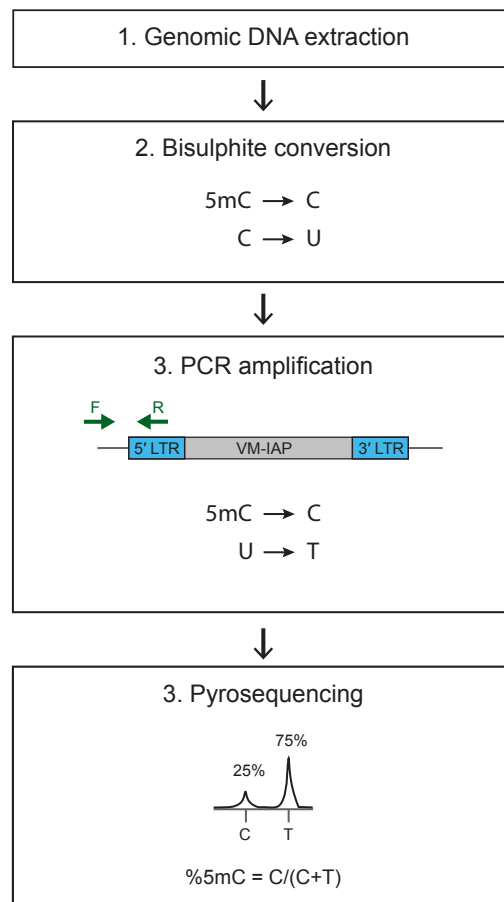 1. Genomic DNA extraction
2. Bisulphite conversion
5mC → C
C → U
3. PCR amplification
F R
5′ LTR VM-IAP 3′ LTR
5mC → C
U → T
3. Pyrosequencing
75%
25%
C T
%5mC = C/(C+T)